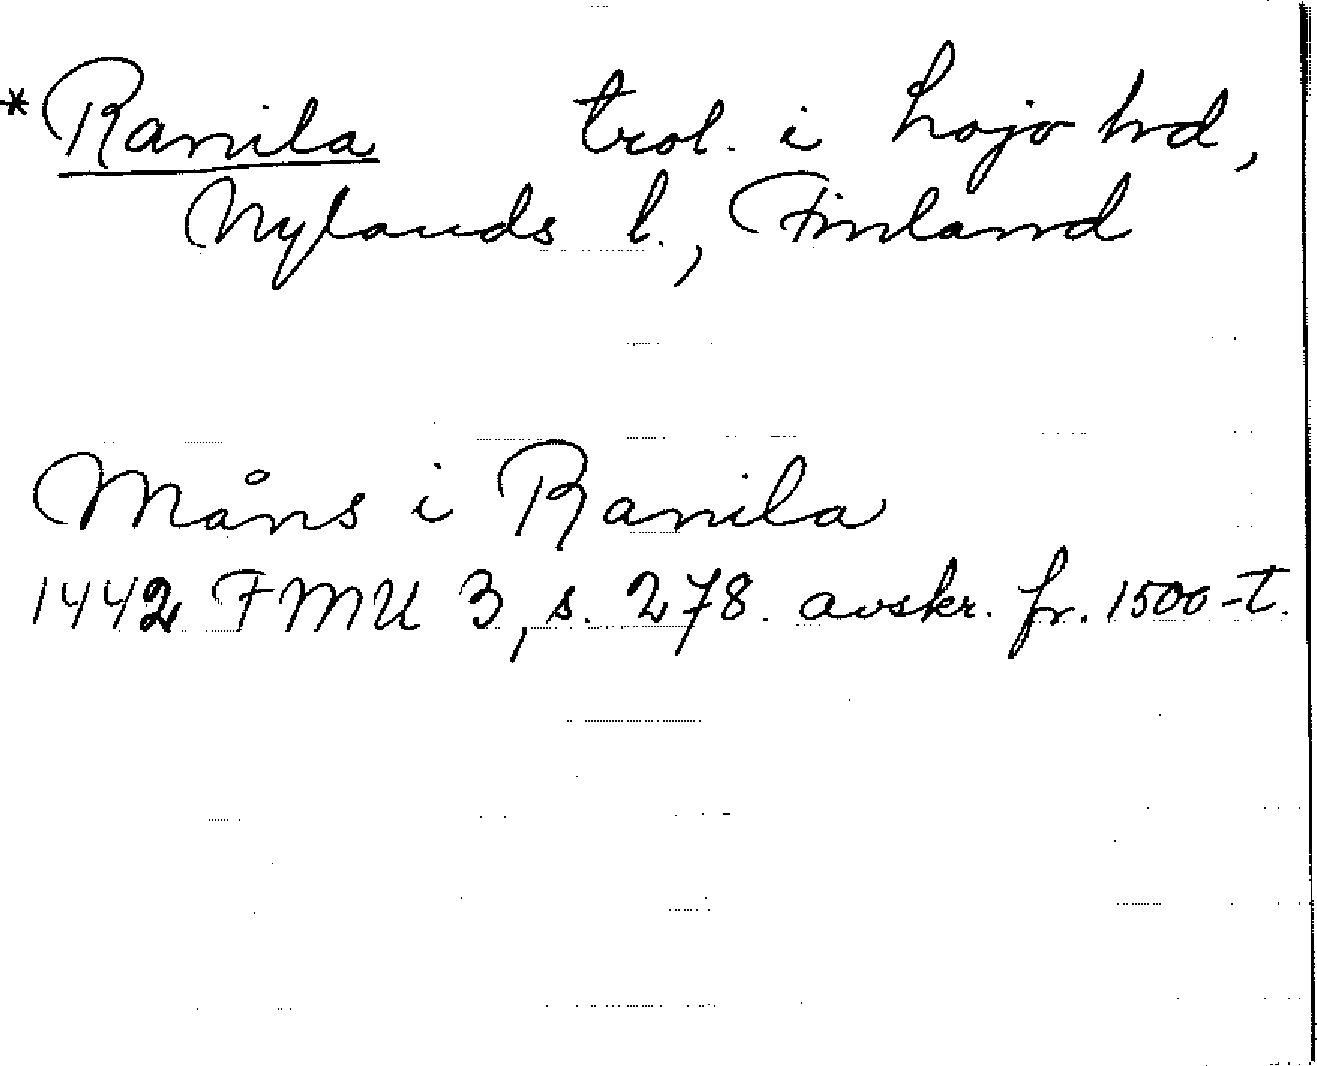 *Ranila trol. i Lojo hd,
Nylands l., Finland
Måns i Ranila
1442 FMU 3, s. 278. avskr. fr. 1500-t.